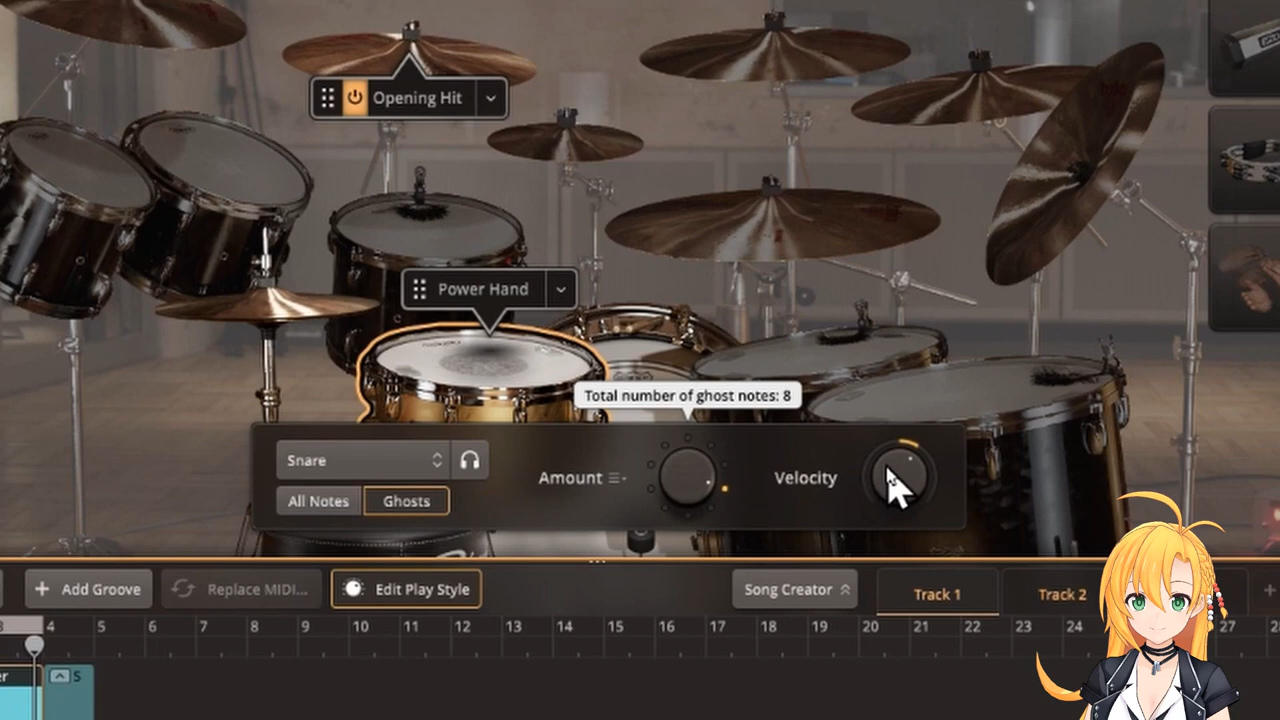 Opening Hit
Power Hand
Total number of ghost notes: 8
Snare
Amount
Velocity
All Notes
Ghosts
Add Groove
Replace MIDI...
Edit Play Style
Song Creator
Track 1
Track 2
4 5 6 7 8 9 10 11 12 13 14 15 16 17 18 19 20 21 22 23 24 27
S